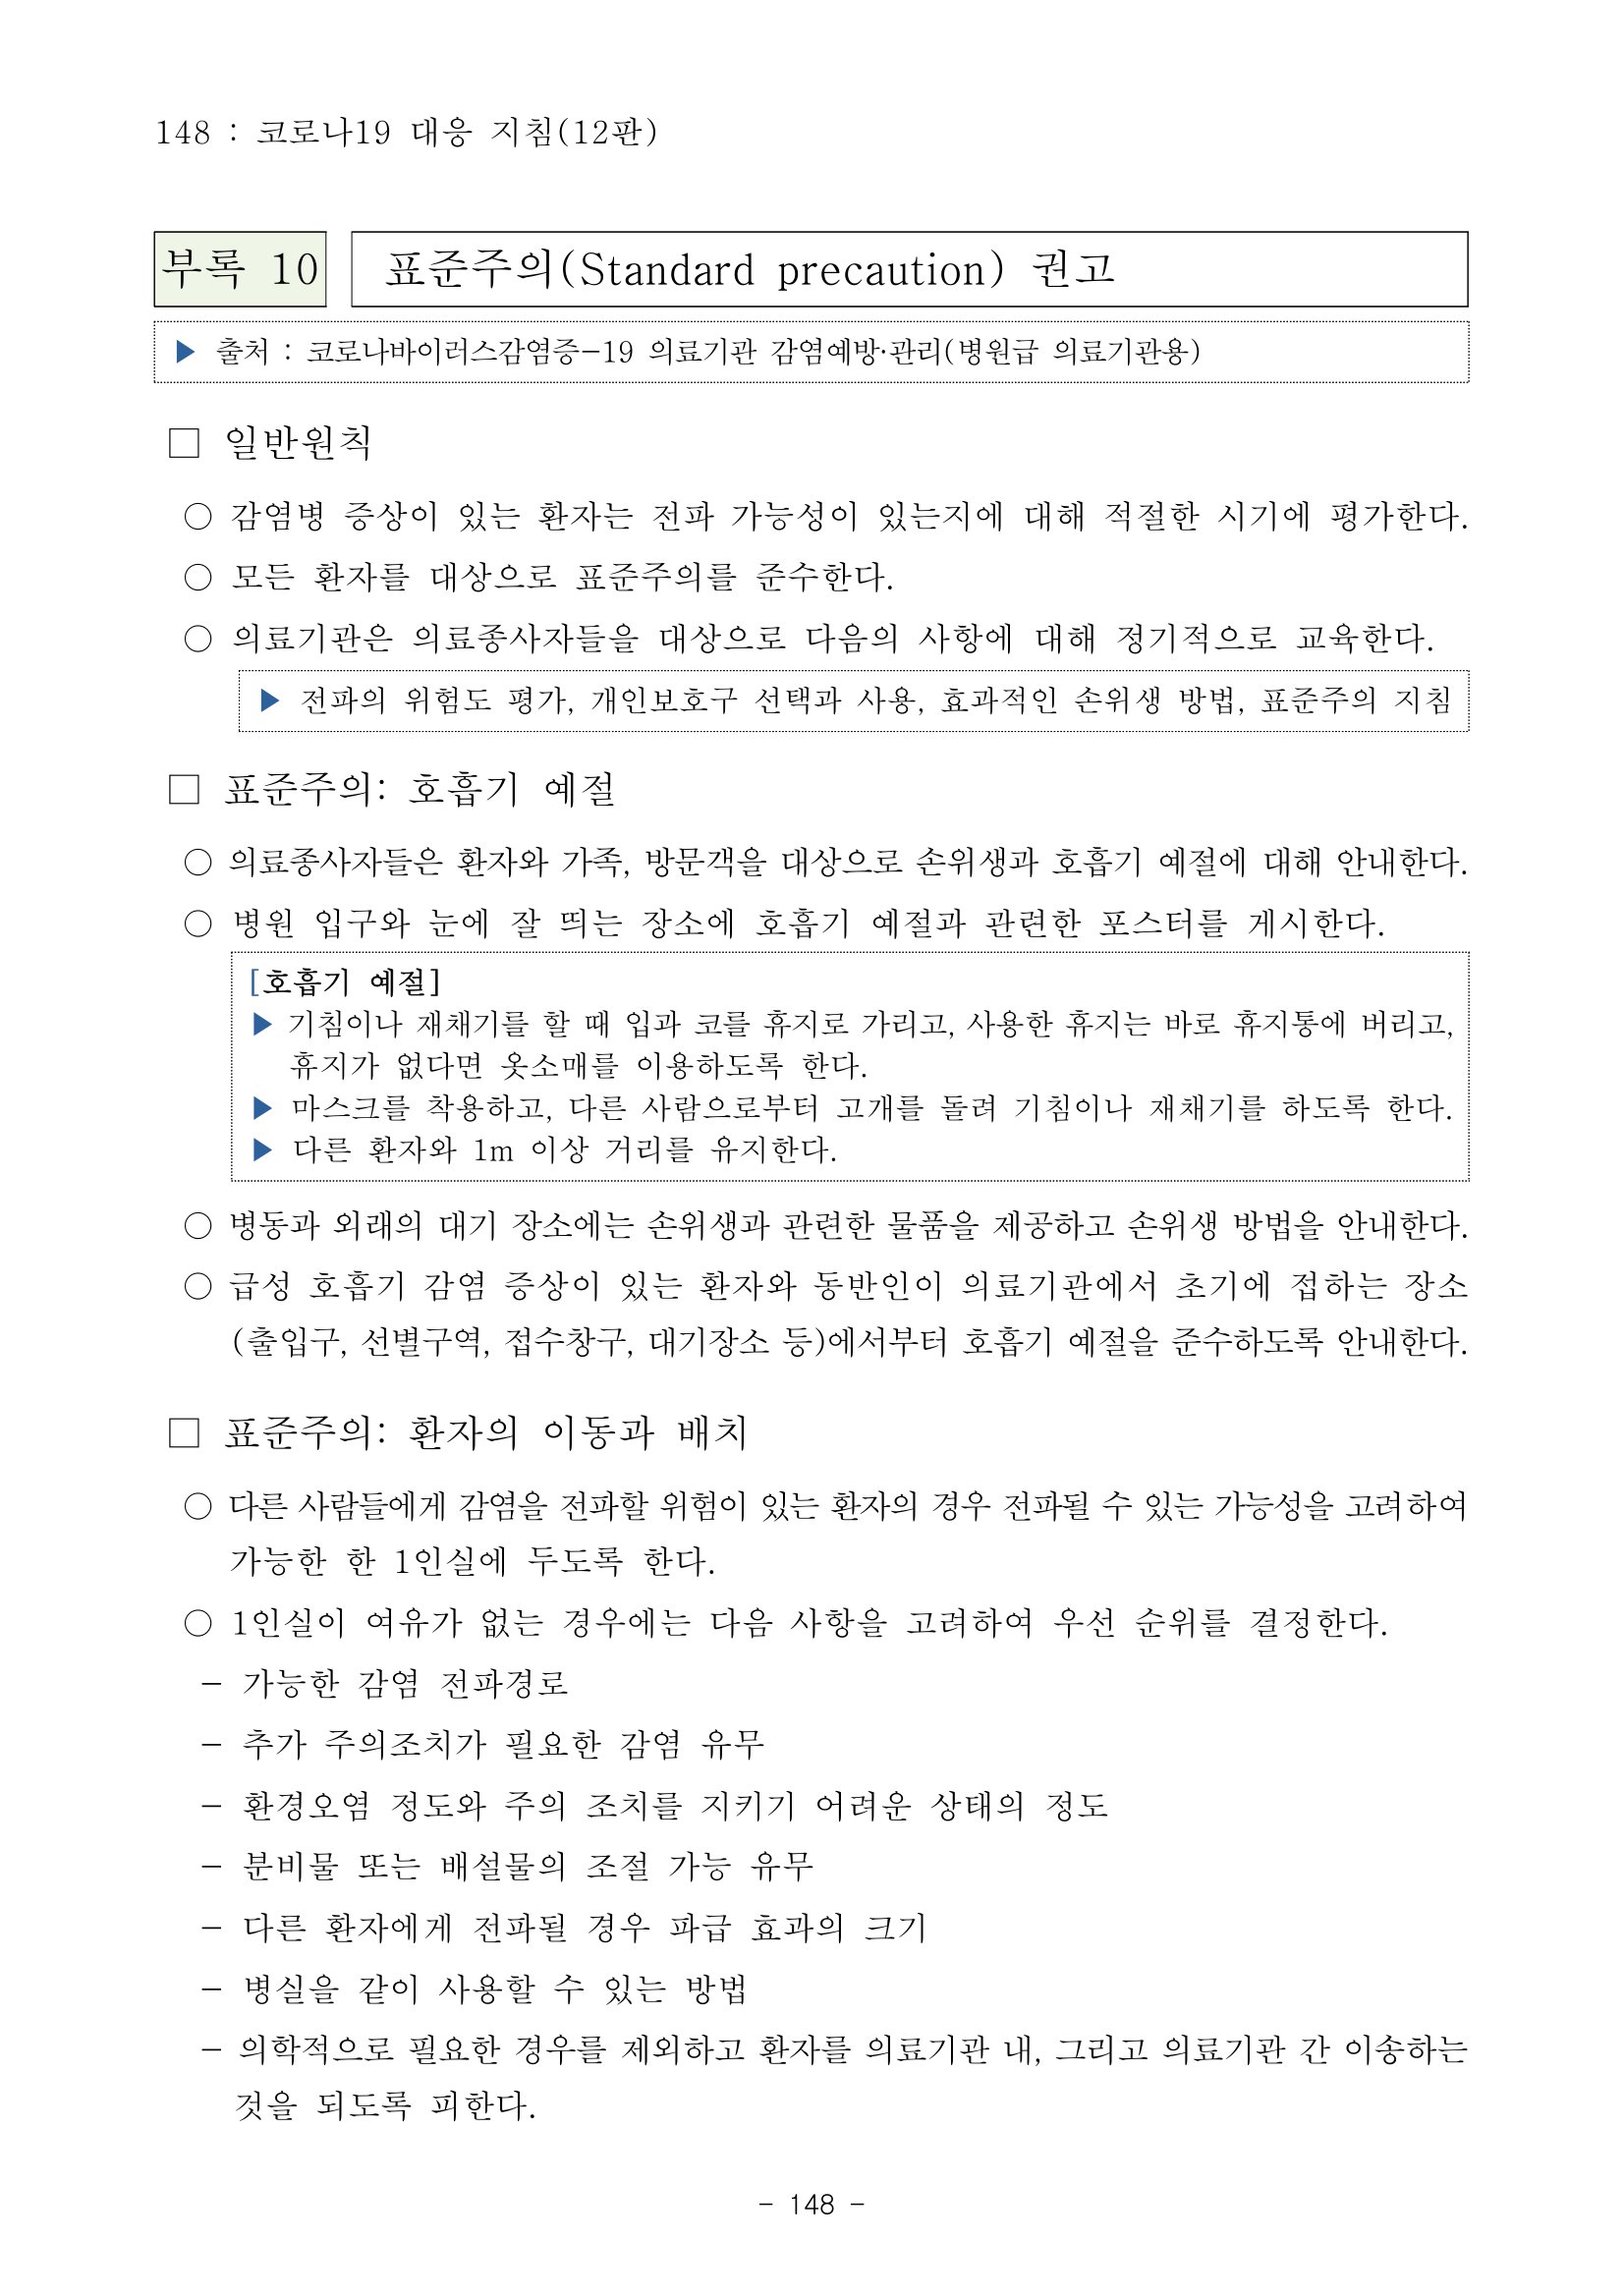 148 : 코로나19 대응 지침(12판)
부록 10 표준주의(Standard precaution) 권고
▶ 출처 : 코로나바이러스감염증-19 의료기관 감염예방·관리(병원급 의료기관용)
□ 일반원칙
○ 감염병 증상이 있는 환자는 전파 가능성이 있는지에 대해 적절한 시기에 평가한다.
○ 모든 환자를 대상으로 표준주의를 준수한다.
○ 의료기관은 의료종사자들을 대상으로 다음의 사항에 대해 정기적으로 교육한다.
▶ 전파의 위험도 평가, 개인보호구 선택과 사용, 효과적인 손위생 방법, 표준주의 지침
□ 표준주의: 호흡기 예절
○ 의료종사자들은 환자와 가족, 방문객을 대상으로 손위생과 호흡기 예절에 대해 안내한다.
○ 병원 입구와 눈에 잘 띄는 장소에 호흡기 예절과 관련한 포스터를 게시한다.
[호흡기 예절]
▶ 기침이나 재채기를 할 때 입과 코를 휴지로 가리고, 사용한 휴지는 바로 휴지통에 버리고,
휴지가 없다면 옷소매를 이용하도록 한다.
▶ 마스크를 착용하고, 다른 사람으로부터 고개를 돌려 기침이나 재채기를 하도록 한다.
▶ 다른 환자와 1m 이상 거리를 유지한다.
○ 병동과 외래의 대기 장소에는 손위생과 관련한 물품을 제공하고 손위생 방법을 안내한다.
○ 급성 호흡기 감염 증상이 있는 환자와 동반인이 의료기관에서 초기에 접하는 장소
(출입구, 선별구역, 접수창구, 대기장소 등)에서부터 호흡기 예절을 준수하도록 안내한다.
□ 표준주의: 환자의 이동과 배치
○ 다른 사람들에게 감염을 전파할 위험이 있는 환자의 경우 전파될 수 있는 가능성을 고려하여
가능한 한 1인실에 두도록 한다.
○ 1인실이 여유가 없는 경우에는 다음 사항을 고려하여 우선 순위를 결정한다.
- 가능한 감염 전파경로
- 추가 주의조치가 필요한 감염 유무
- 환경오염 정도와 주의 조치를 지키기 어려운 상태의 정도
- 분비물 또는 배설물의 조절 가능 유무
- 다른 환자에게 전파될 경우 파급 효과의 크기
- 병실을 같이 사용할 수 있는 방법
- 의학적으로 필요한 경우를 제외하고 환자를 의료기관 내, 그리고 의료기관 간 이송하는
것을 되도록 피한다.
- 148 -